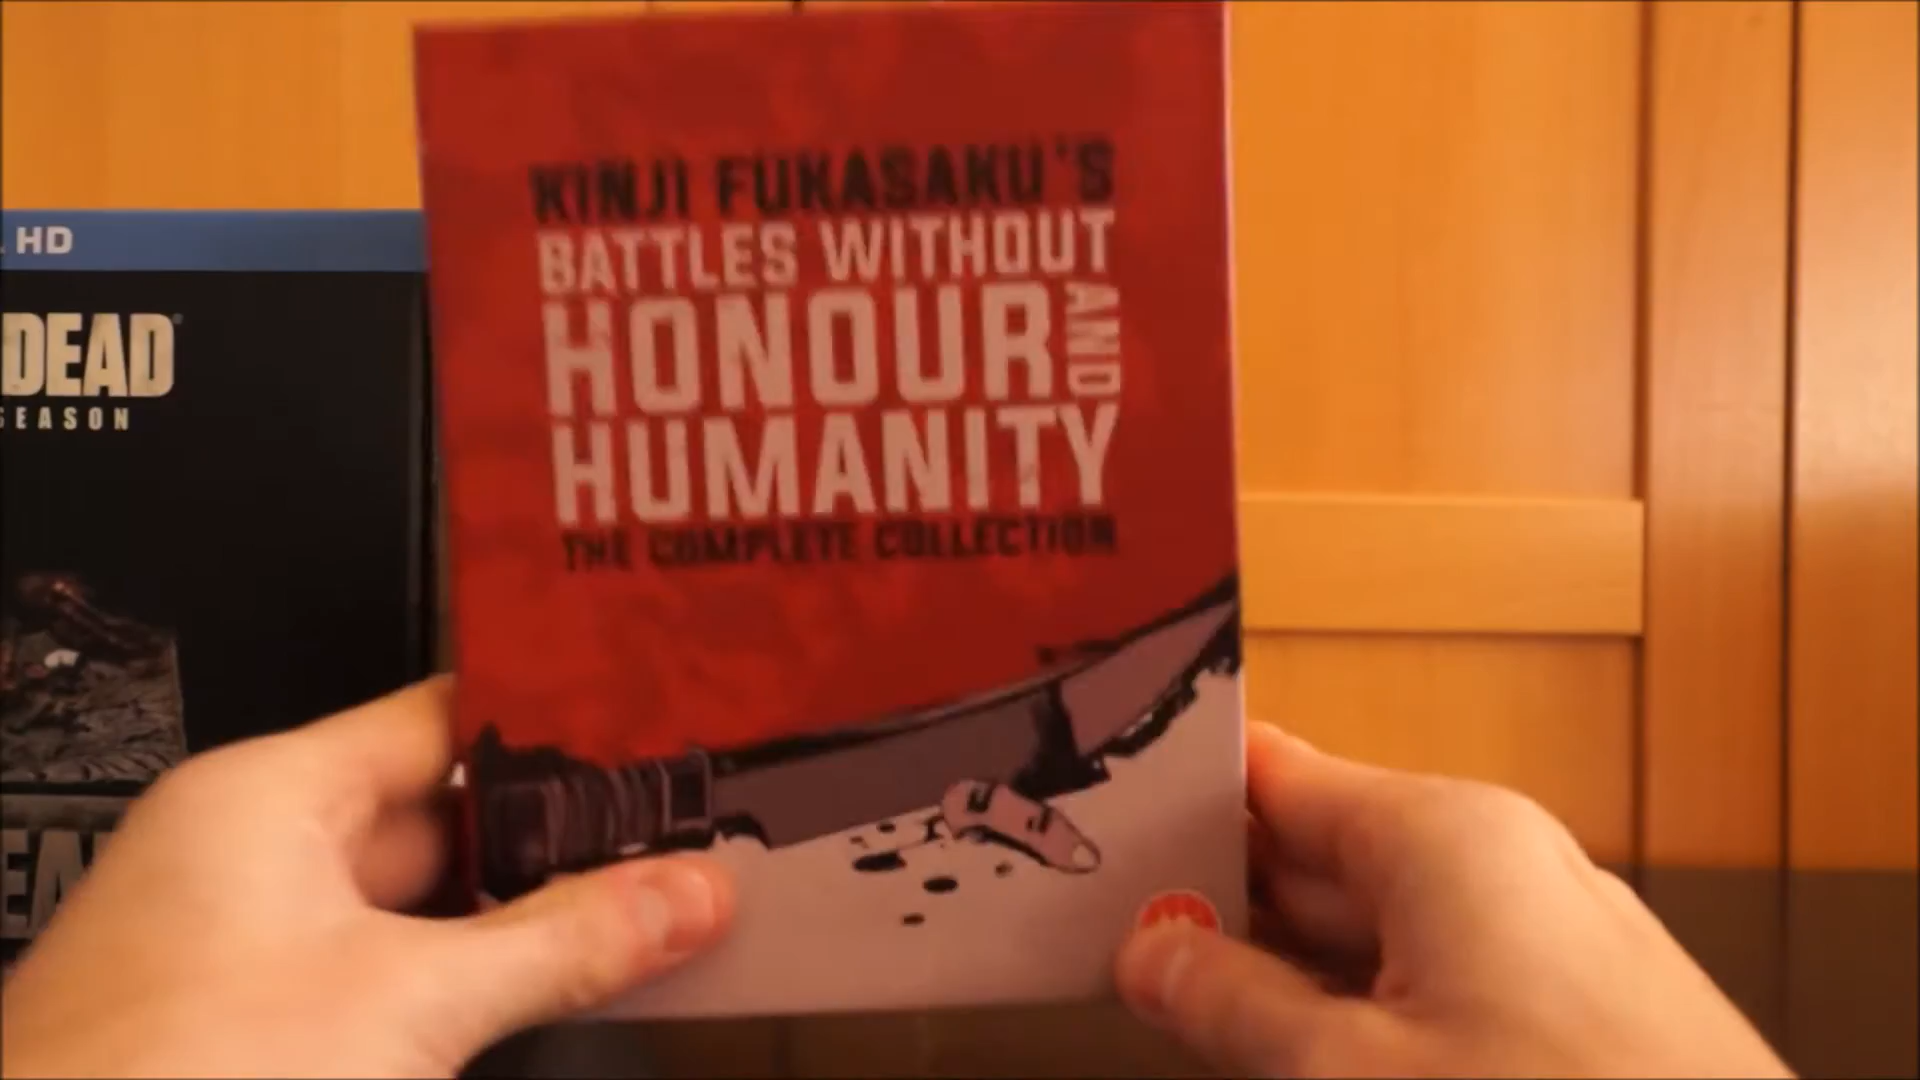 KINJI FUKASAKU'S
BATTLES WITHOUT
HONOUR AND
HUMANITY
THE COMPLETE COLLECTION
HD
DEAD
SEASON